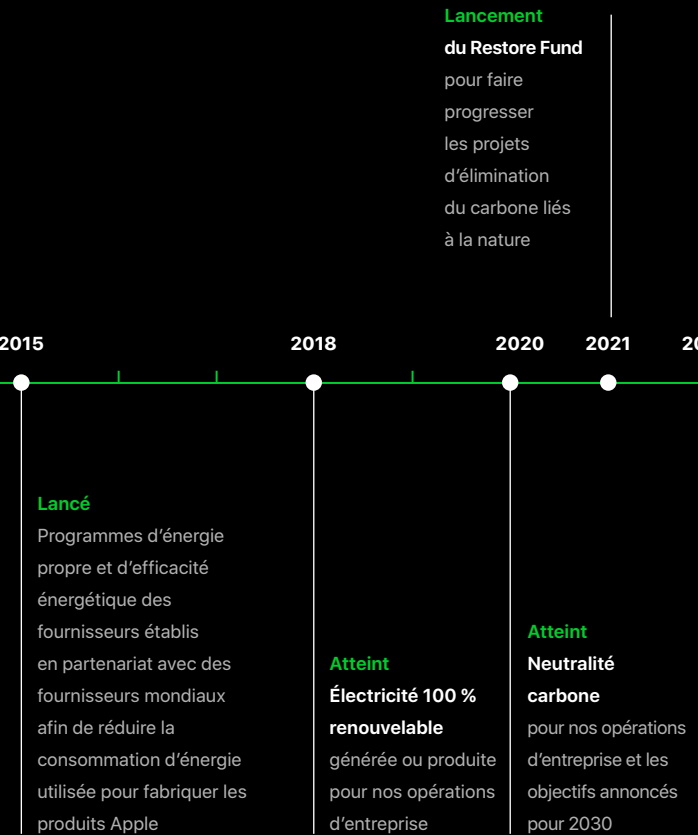 Lancement
du Restore Fund
pour faire
progresser
les projets
d’élimination
du carbone liés
à la nature
2015
2018
2020
2021
Lancé
Programmes d’énergie
propre et d’efficacité
énergétique des
fournisseurs établis
en partenariat avec des
fournisseurs mondiaux
afin de réduire la
consommation d’énergie
utilisée pour fabriquer les
produits Apple
Atteint
Électricité 100 %
renouvelable
générée ou produite
pour nos opérations
d’entreprise
Atteint
Neutralité
carbone
pour nos opérations
d’entreprise et les
objectifs annoncés
pour 2030